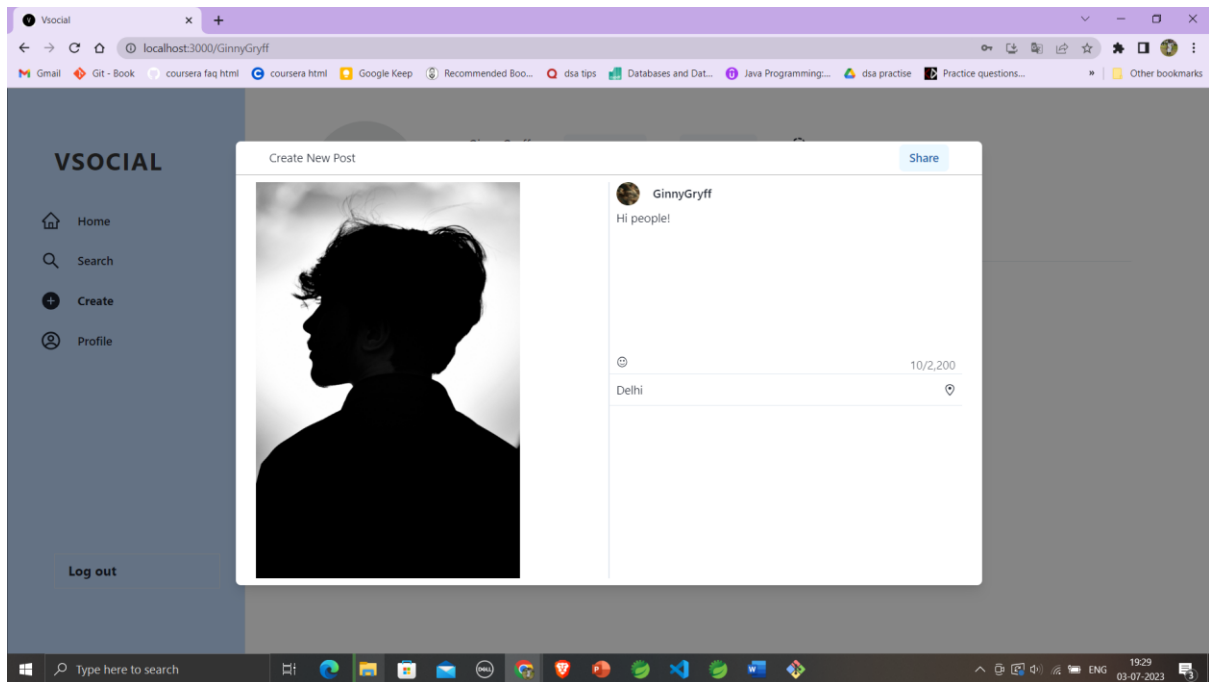 Vsocial
localhost:3000/GinnyGryff
Gmail Git - Book coursera faq html coursera html Google Keep Recommended Boo... dsa tips Databases and Dat... Java Programming:... dsa practise Practice questions... » Other bookmarks
VSOCIAL
Home
Search
Create
Profile
Log out
Create New Post
Share
GinnyGryff
Hi people!
10/2,200
Delhi
Type here to search
DELL
ENG
19:29
03-07-2023
3